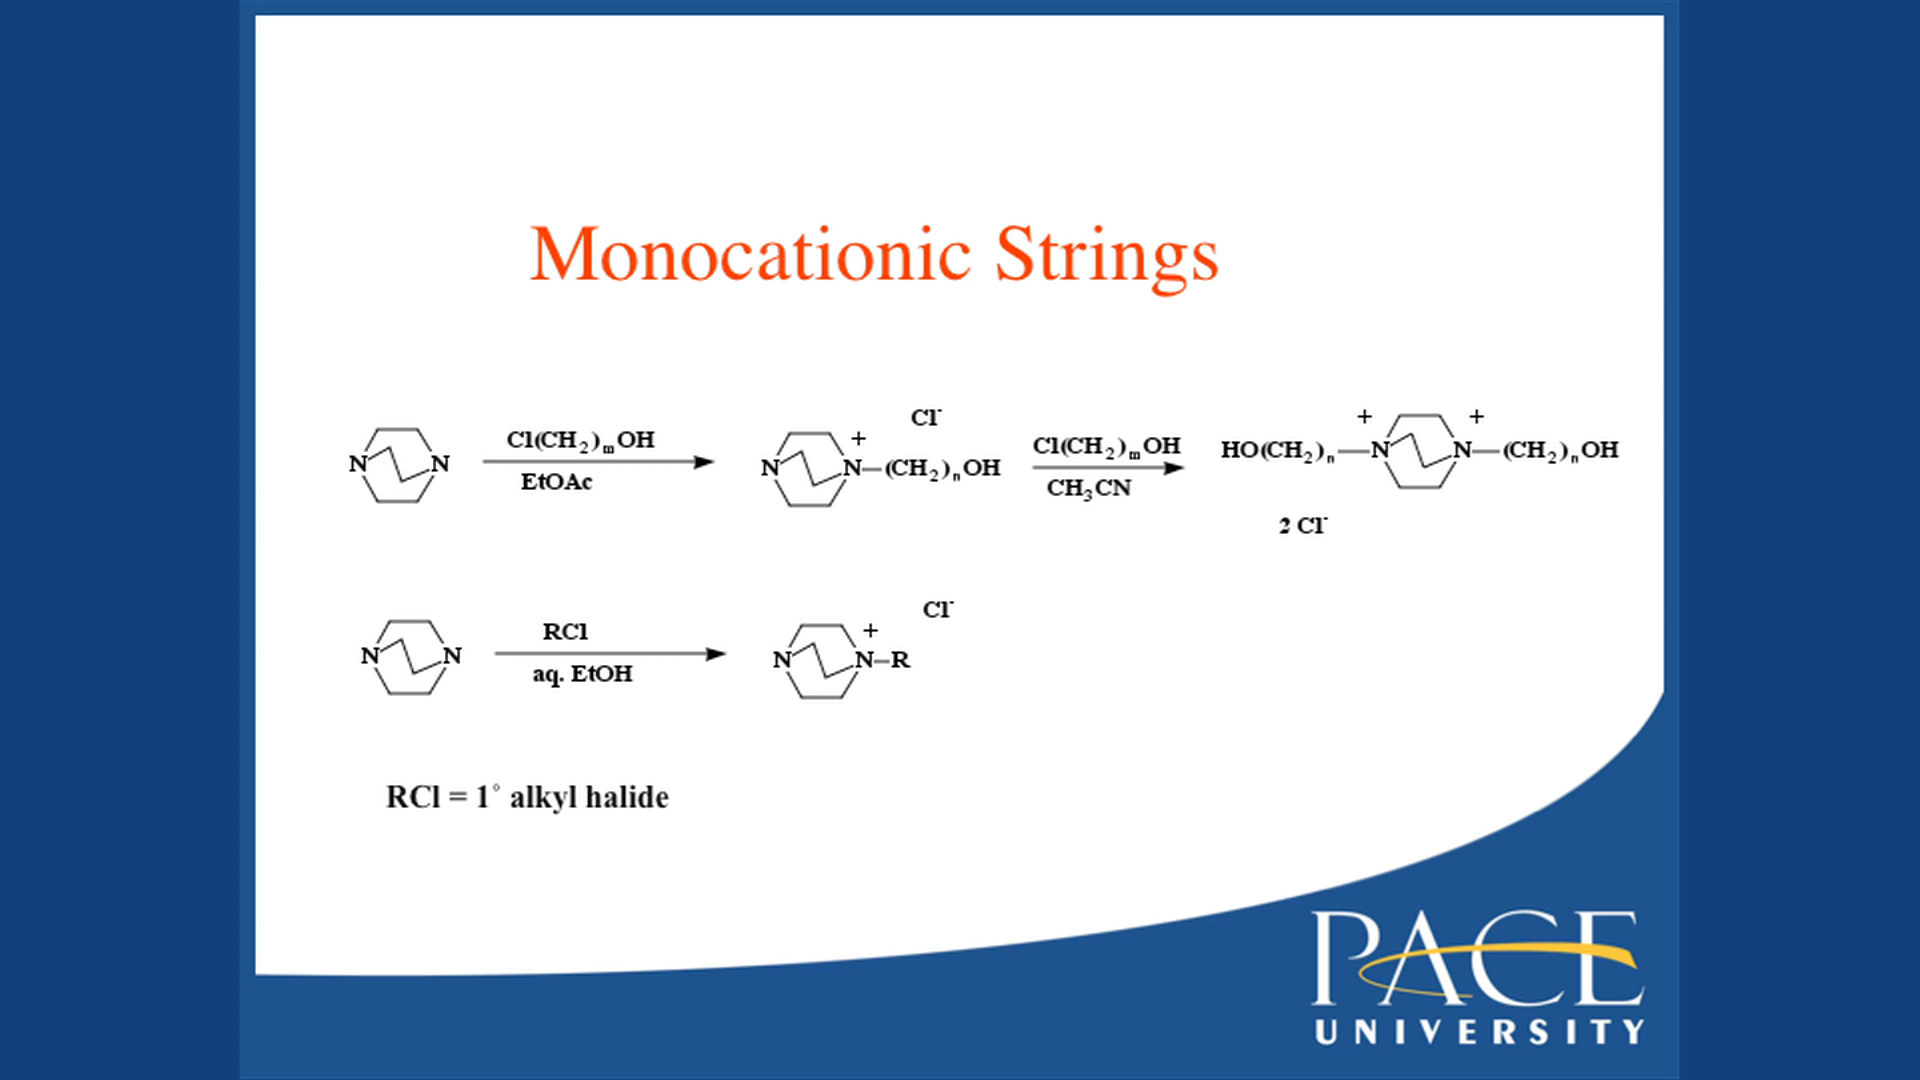 Monocationic Strings
N N Cl(CH2)mOH EtOAc N N+—(CH2)nOH Cl- Cl(CH2)mOH CH3CN HO(CH2)n—N+ N+—(CH2)nOH
2 Cl-
N N RCl aq. EtOH N N+—R Cl-
RCl = 1° alkyl halide
PACE
UNIVERSITY